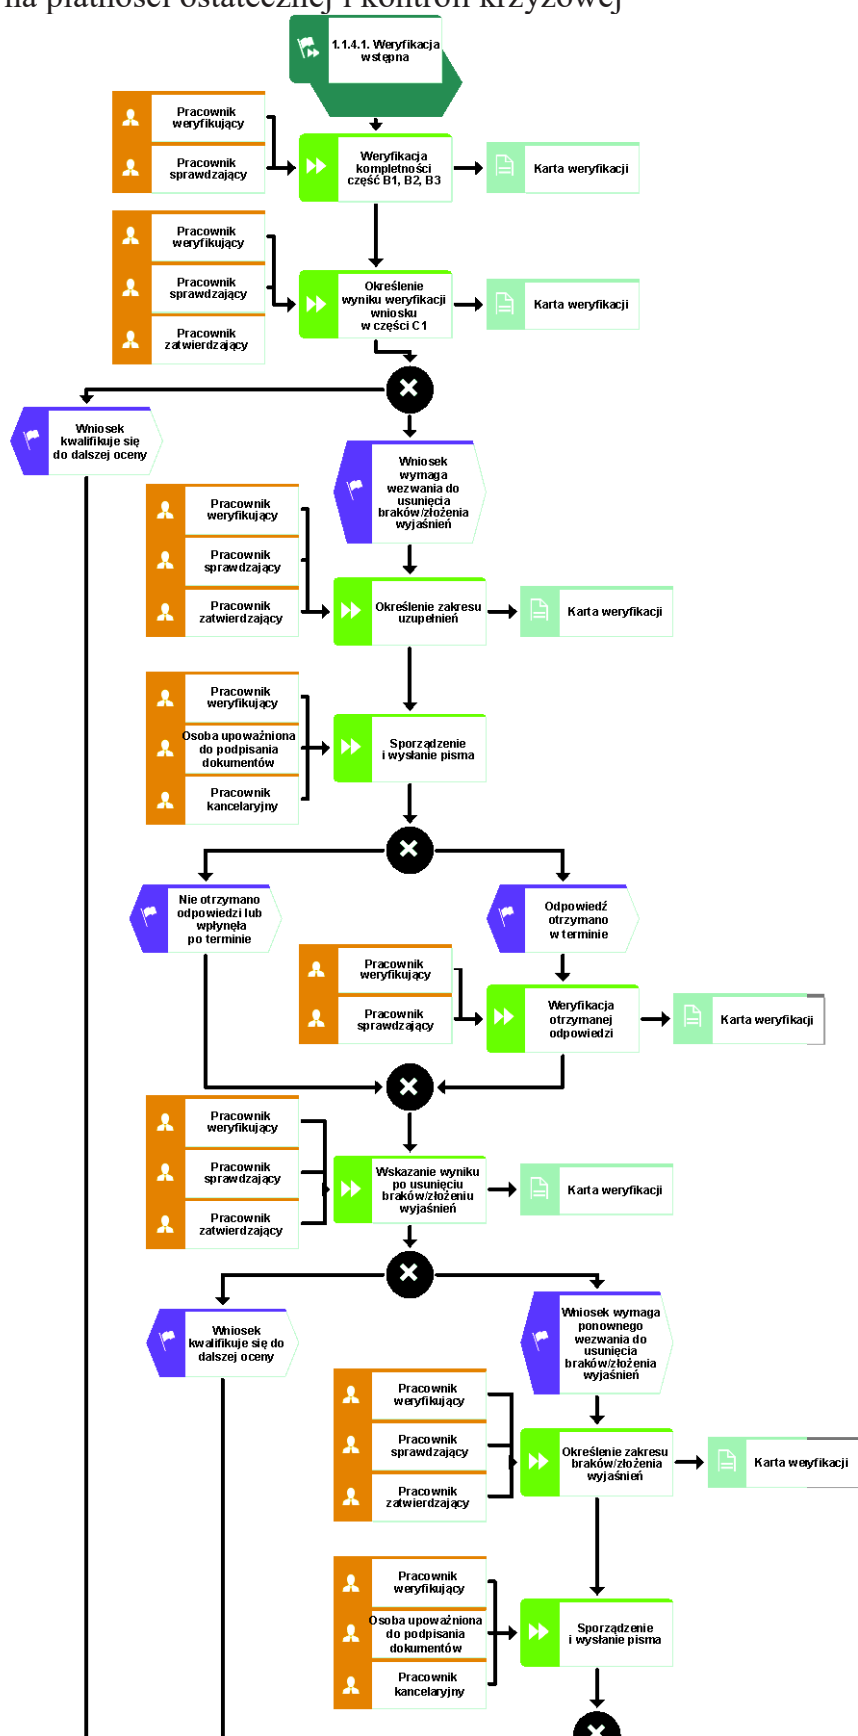 na płatności ostatecznej i kontroli krzyżowej
1.1.4.1. Weryfikacja
wstępna
Pracownik
weryfikujący
Pracownik
sprawdzający
Weryfikacja
kompletności
część B1, B2, B3
Karta weryfikacji
Pracownik
weryfikujący
Pracownik
sprawdzający
Pracownik
zatwierdzający
Określenie
wyniku weryfikacji
wniosku
w części C1
Karta weryfikacji
Wniosek
kwalifikuje się
do dalszej oceny
Wniosek
wymaga
wezwania do
usunięcia
braków/złożenia
wyjaśnień
Pracownik
weryfikujący
Pracownik
sprawdzający
Pracownik
zatwierdzający
Określenie zakresu
uzupełnień
Karta weryfikacji
Pracownik
weryfikujący
Osoba upoważniona
do podpisania
dokumentów
Pracownik
kancelaryjny
Sporządzenie
i wysłanie pisma
Nie otrzymano
odpowiedzi lub
wpłynęła
po terminie
Odpowiedź
otrzymano
w terminie
Pracownik
weryfikujący
Pracownik
sprawdzający
Weryfikacja
otrzymanej
odpowiedzi
Karta weryfikacji
Pracownik
weryfikujący
Pracownik
sprawdzający
Pracownik
zatwierdzający
Wskazanie wyniku
po usunięciu
braków/złożeniu
wyjaśnień
Karta weryfikacji
Wniosek
kwalifikuje się do
dalszej oceny
Wniosek wymaga
ponownego
wezwania do
usunięcia
braków/złożenia
wyjaśnień
Pracownik
weryfikujący
Pracownik
sprawdzający
Pracownik
zatwierdzający
Określenie zakresu
braków/złożenia
wyjaśnień
Karta weryfikacji
Pracownik
weryfikujący
Osoba upoważniona
do podpisania
dokumentów
Pracownik
kancelaryjny
Sporządzenie
i wysłanie pisma